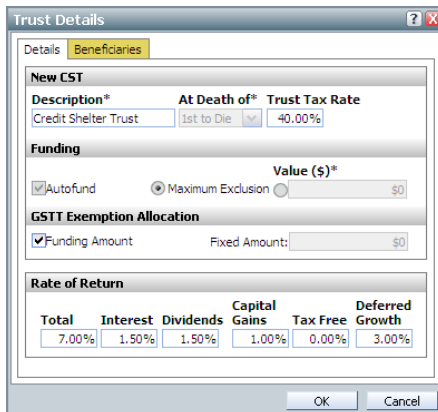 Trust Details ? X
Details Beneficiaries
New CST
Description* At Death of* Trust Tax Rate
Credit Shelter Trust 1st to Die 40.00%
Funding
Value ($)*
Autofund Maximum Exclusion $0
GSTT Exemption Allocation
Funding Amount Fixed Amount: $0
Rate of Return
Capital Deferred
Total Interest Dividends Gains Tax Free Growth
7.00% 1.50% 1.50% 1.00% 0.00% 3.00%
OK Cancel